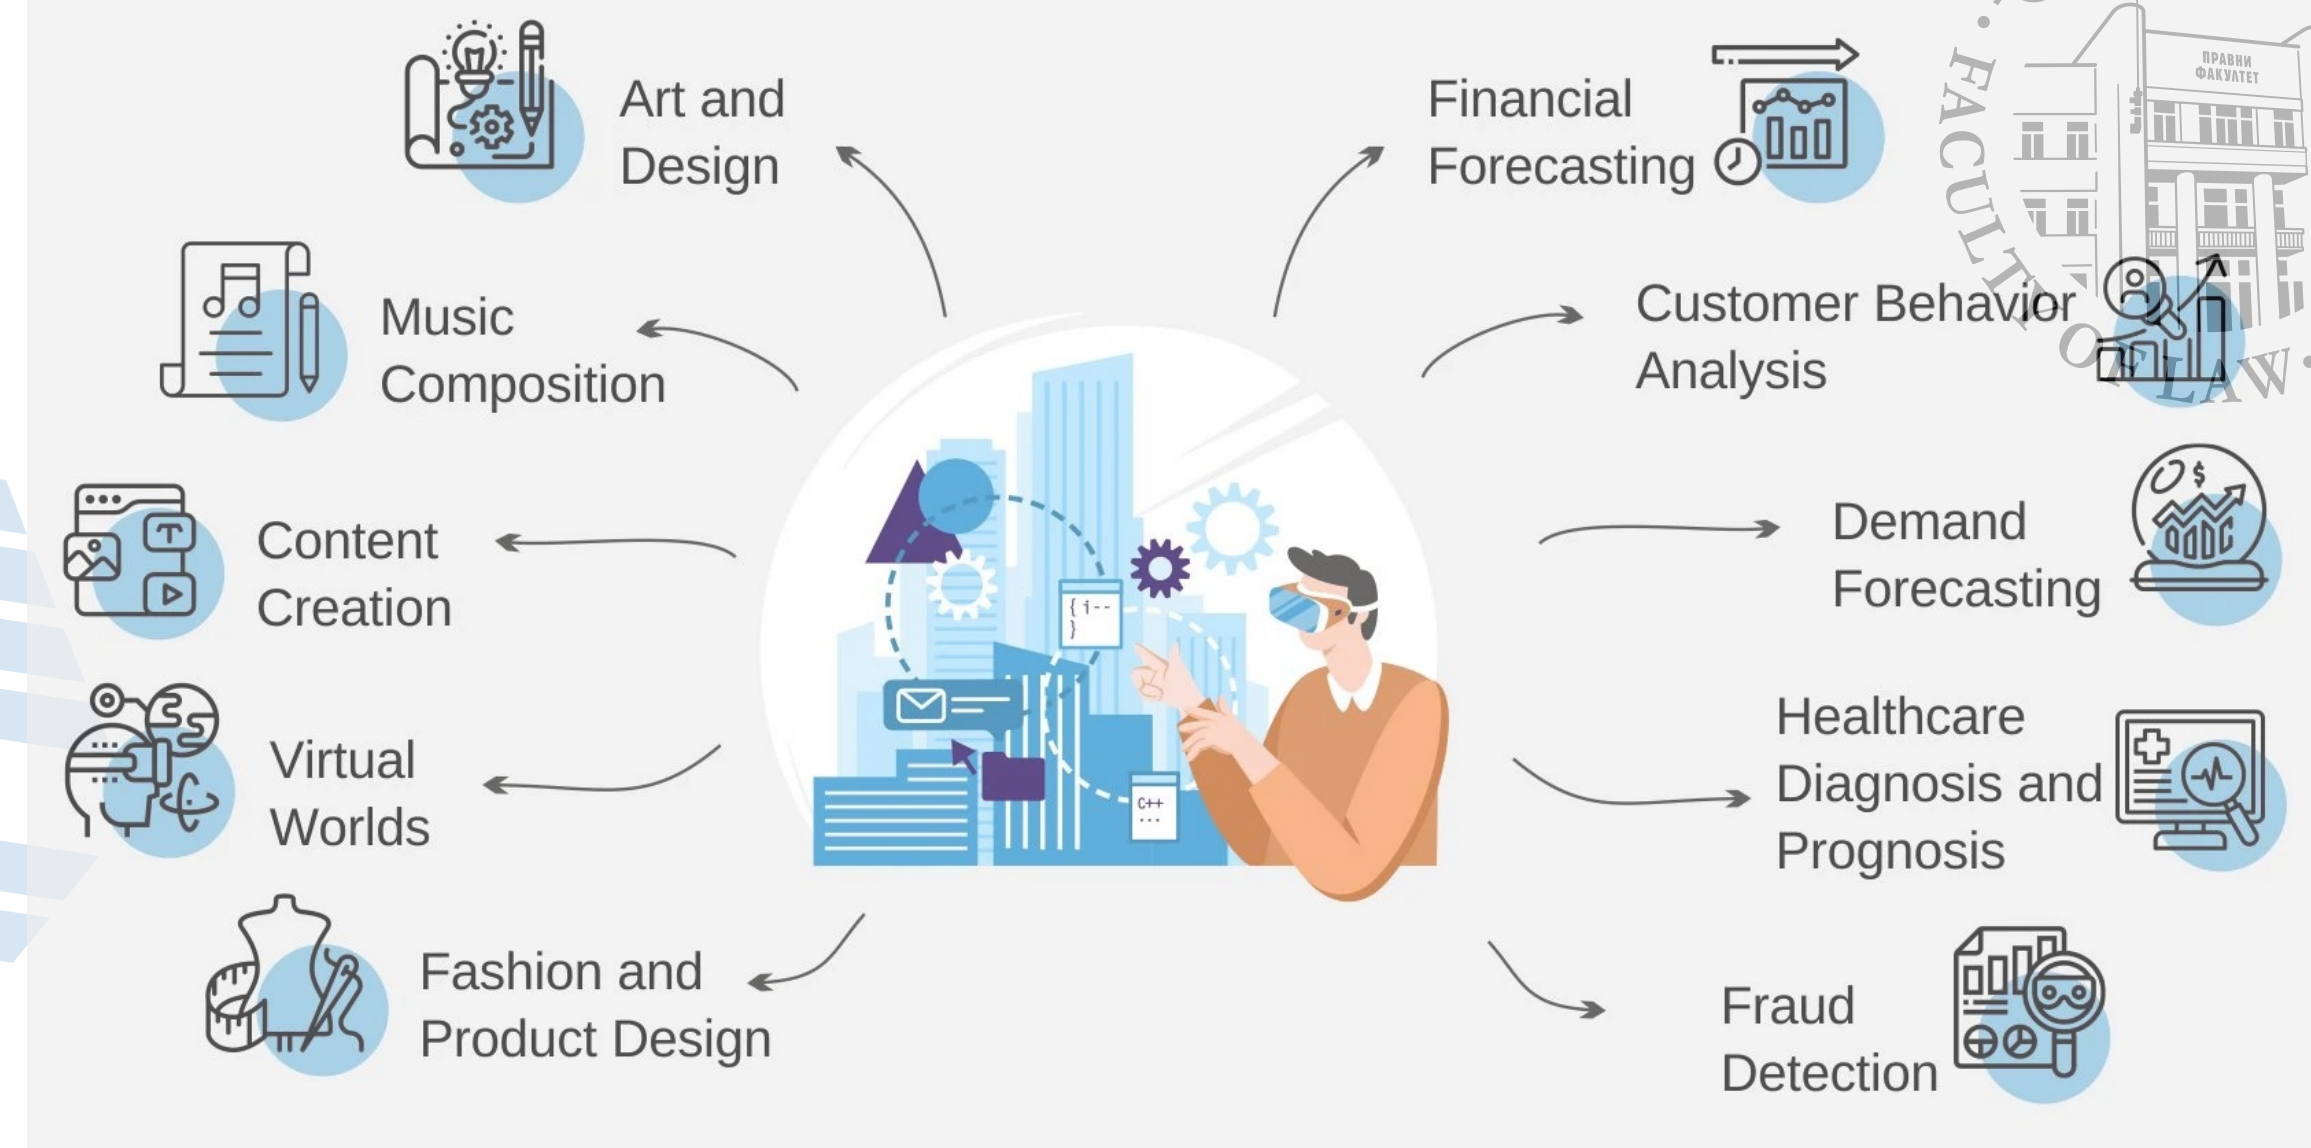 Art and
Design
Music
Composition
Content
Creation
Virtual
Worlds
Fashion and
Product Design
Financial
Forecasting
Customer Behavior
Analysis
Demand
Forecasting
Healthcare
Diagnosis and
Prognosis
Fraud
Detection
{ i--
}
C++
...
T
$
ПРАВНИ
ФАКУЛТЕТ
· FACULTY OF LAW ·